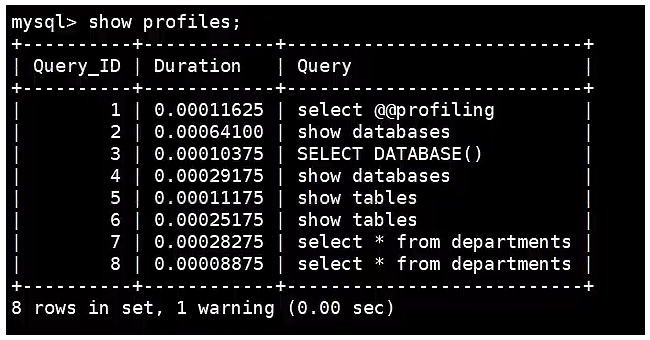 mysql> show profiles;
+----------+------------+---------------------------+
| Query_ID | Duration   | Query                     |
+----------+------------+---------------------------+
|        1 | 0.00011625 | select @@profiling        |
|        2 | 0.00064100 | show databases            |
|        3 | 0.00010375 | SELECT DATABASE()         |
|        4 | 0.00029175 | show databases            |
|        5 | 0.00011175 | show tables               |
|        6 | 0.00025175 | show tables               |
|        7 | 0.00028275 | select * from departments |
|        8 | 0.00008875 | select * from departments |
+----------+------------+---------------------------+
8 rows in set, 1 warning (0.00 sec)